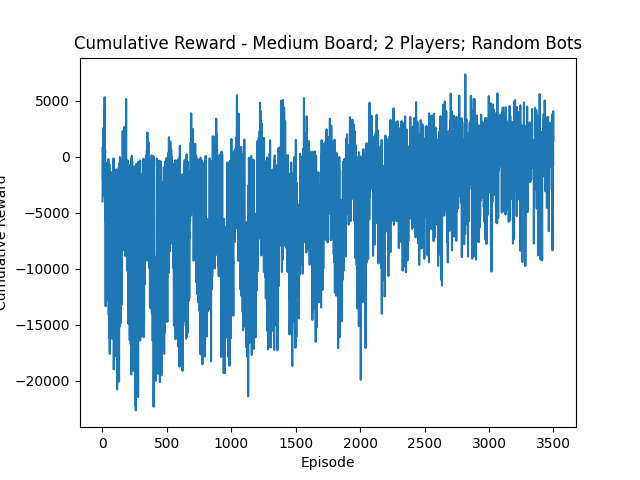 Cumulative Reward - Medium Board; 2 Players; Random Bots
5000
0
−5000
−10000
−15000
−20000
Cumulative Reward
0 500 1000 1500 2000 2500 3000 3500
Episode